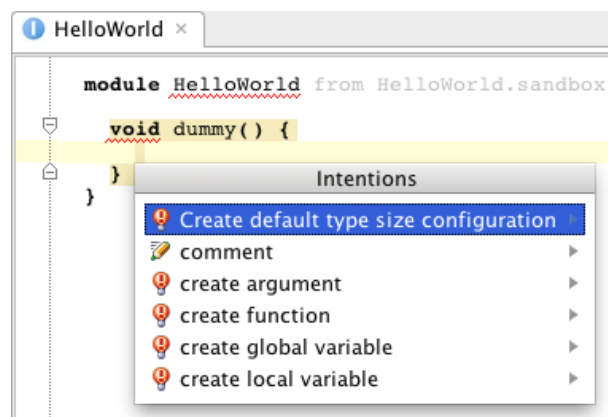 HelloWorld ×
module HelloWorld from HelloWorld.sandbox
void dummy() {
}
}
Intentions
Create default type size configuration
comment
create argument
create function
create global variable
create local variable